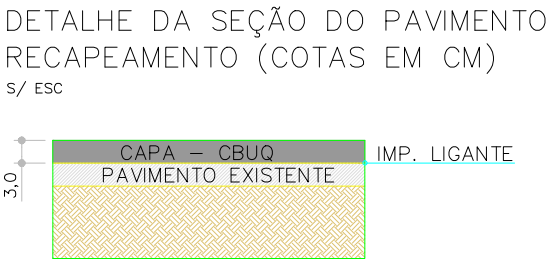 DETALHE DA SEÇÃO DO PAVIMENTO
RECAPEAMENTO (COTAS EM CM)
S/ ESC
CAPA – CBUQ
IMP. LIGANTE
PAVIMENTO EXISTENTE
3,0